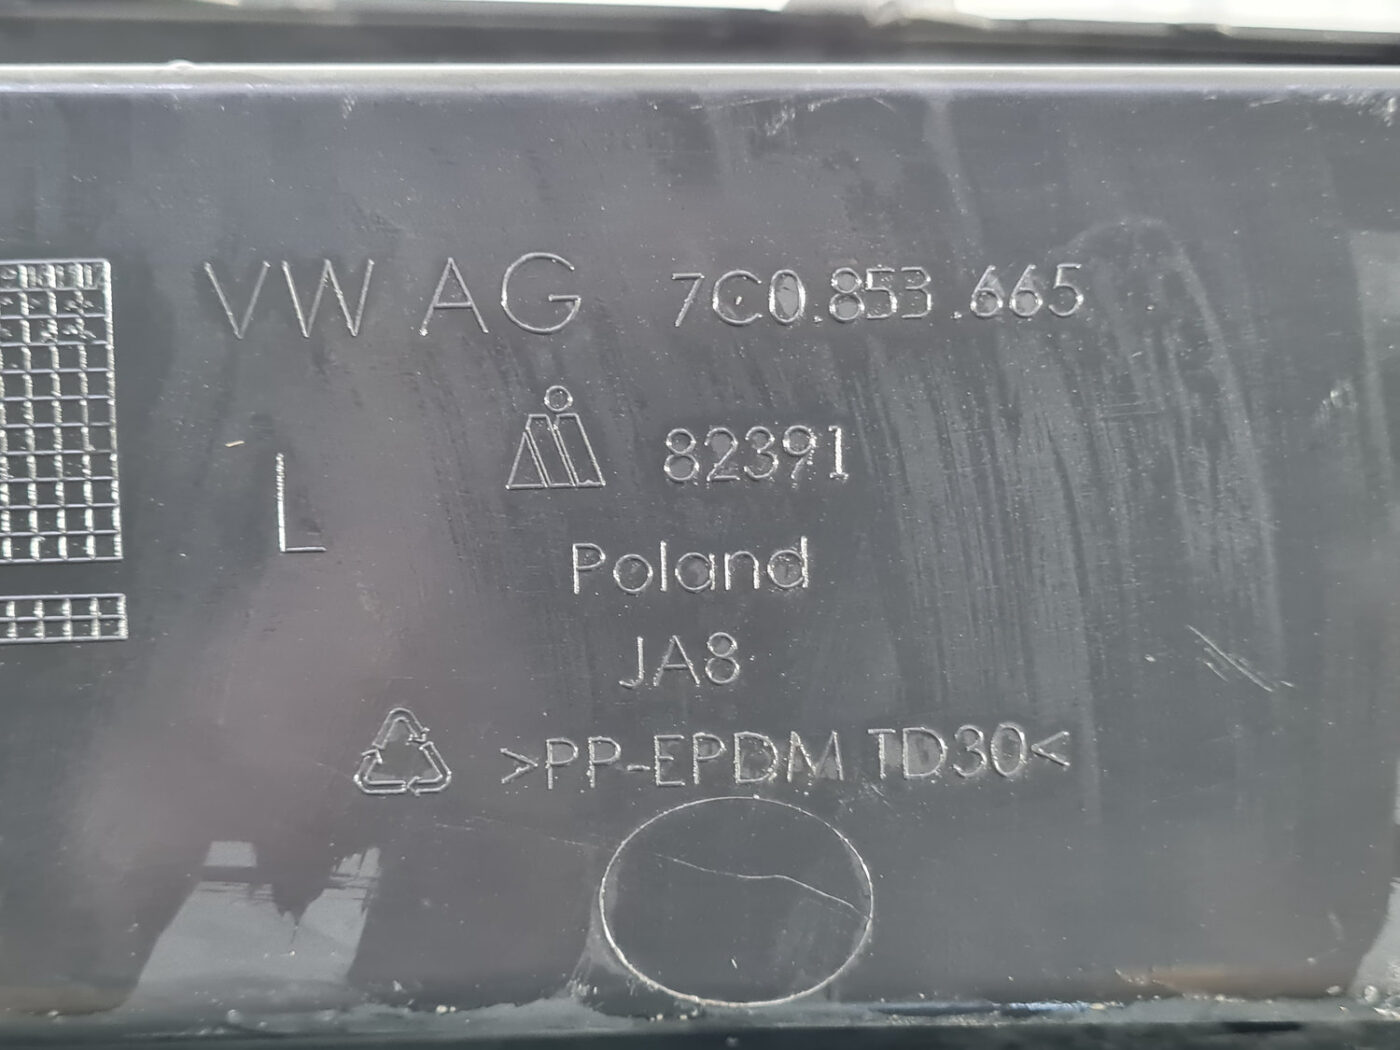 VW AG 7C0.853.665
82391
L
Poland
JA8
>PP-EPDM TD30<